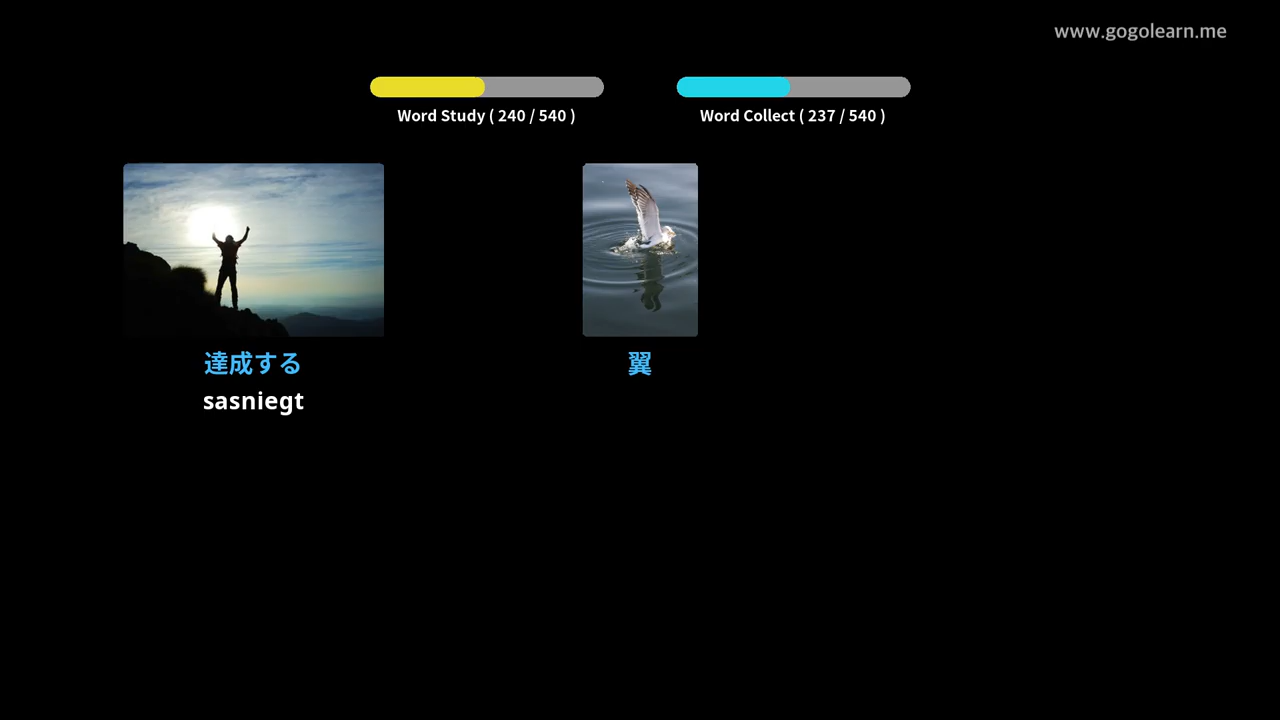 www.gogolearn.me
Word Study ( 240 / 540 )
Word Collect ( 237 / 540 )
達成する
翼
sasniegt